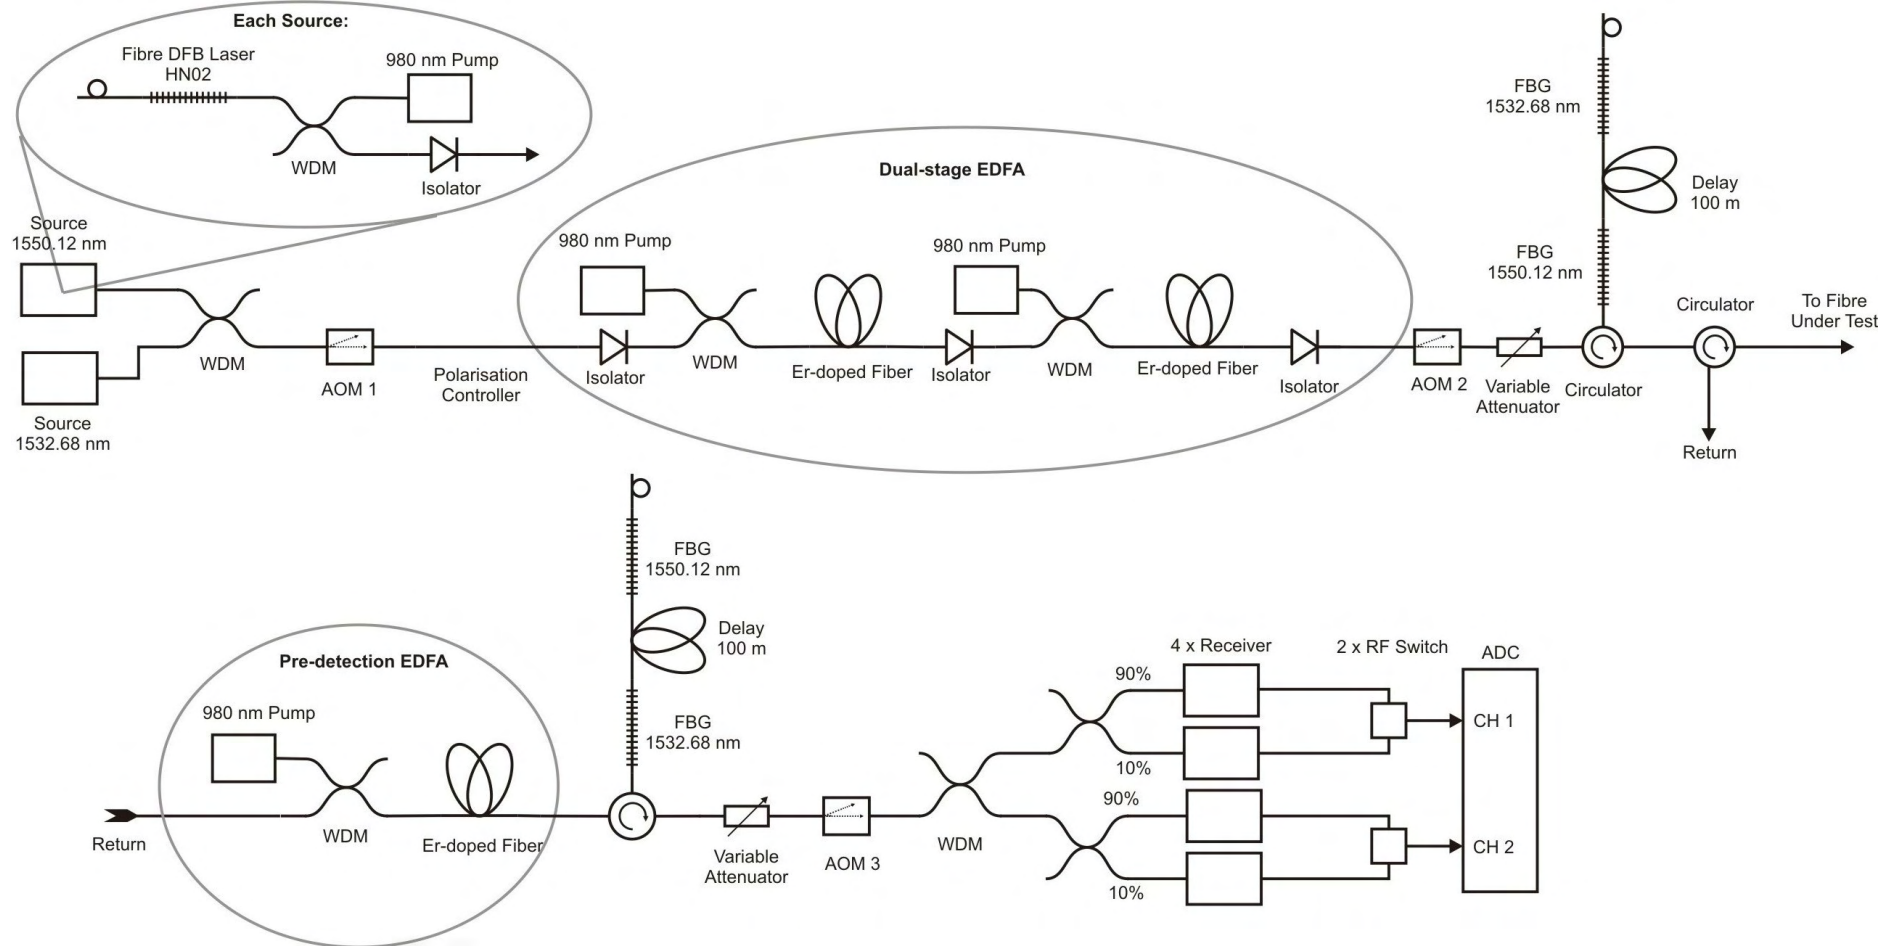 Each Source:
Fibre DFB Laser
HN02
980 nm Pump
WDM
Isolator
Source
1550.12 nm
Source
1532.68 nm
WDM
AOM 1
Polarisation
Controller
Dual-stage EDFA
980 nm Pump
Isolator
WDM
Er-doped Fiber
980 nm Pump
Isolator
WDM
Er-doped Fiber
Isolator
AOM 2
Variable
Attenuator
Circulator
FBG
1532.68 nm
Delay
100 m
FBG
1550.12 nm
Circulator
To Fibre
Under Test
Return
Return
Pre-detection EDFA
980 nm Pump
WDM
Er-doped Fiber
FBG
1550.12 nm
Delay
100 m
FBG
1532.68 nm
Variable
Attenuator
AOM 3
WDM
90%
10%
90%
10%
4 x Receiver
2 x RF Switch
ADC
CH 1
CH 2